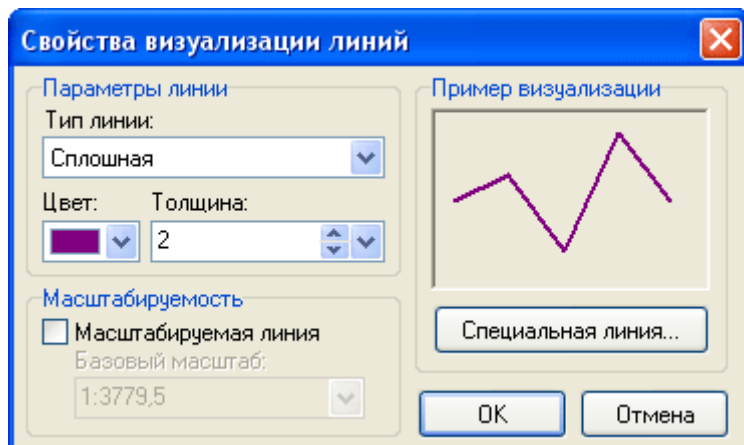 Свойства визуализации линий
Параметры линии
Тип линии:
Сплошная
Цвет:
Толщина:
2
Масштабируемость
Масштабируемая линия
Базовый масштаб:
1:3779,5
Пример визуализации
Специальная линия...
OK
Отмена